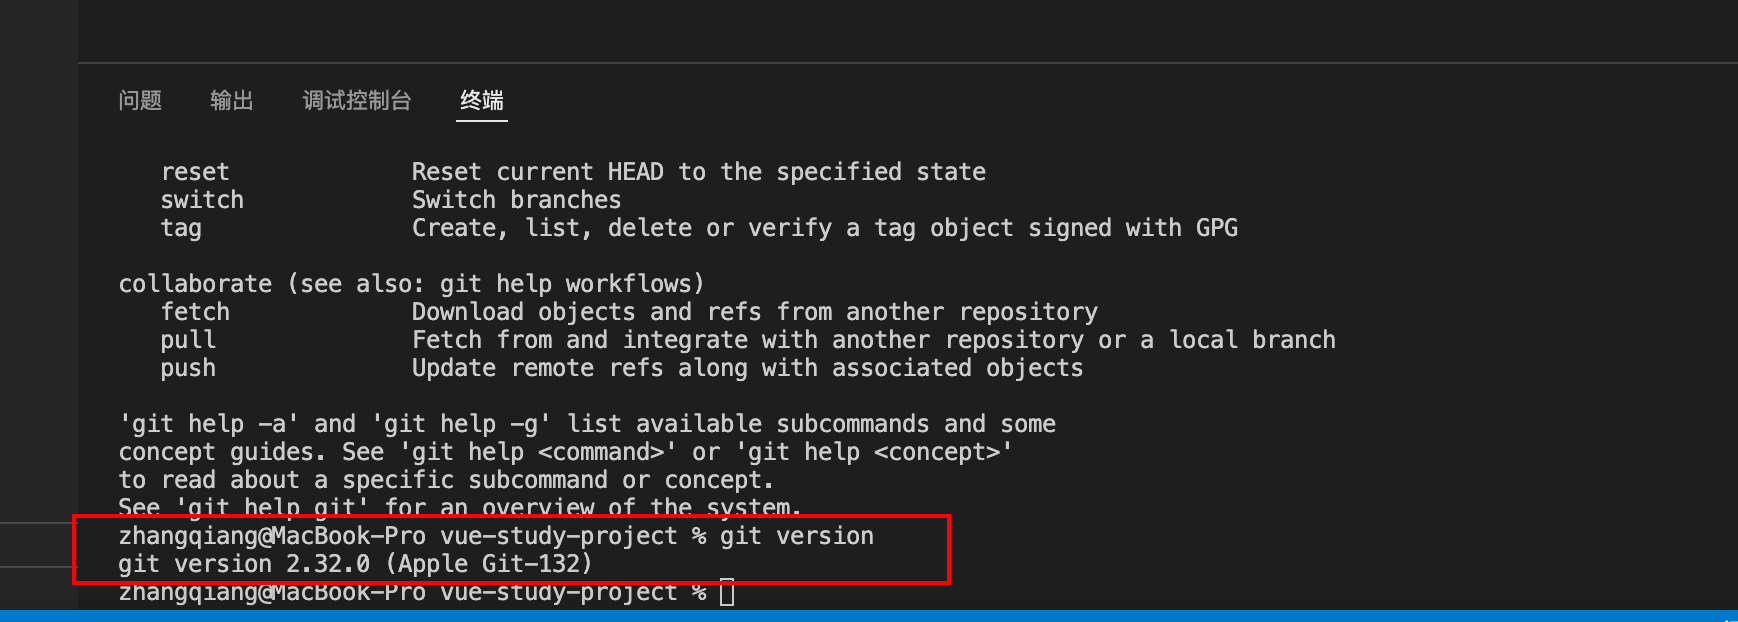 问题 输出 调试控制台 终端
reset Reset current HEAD to the specified state
switch Switch branches
tag Create, list, delete or verify a tag object signed with GPG
collaborate (see also: git help workflows)
fetch Download objects and refs from another repository
pull Fetch from and integrate with another repository or a local branch
push Update remote refs along with associated objects
'git help -a' and 'git help -g' list available subcommands and some
concept guides. See 'git help <command>' or 'git help <concept>'
to read about a specific subcommand or concept.
See 'git help git' for an overview of the system.
zhangqiang@MacBook-Pro vue-study-project % git version
git version 2.32.0 (Apple Git-132)
zhangqiang@MacBook-Pro vue-study-project %